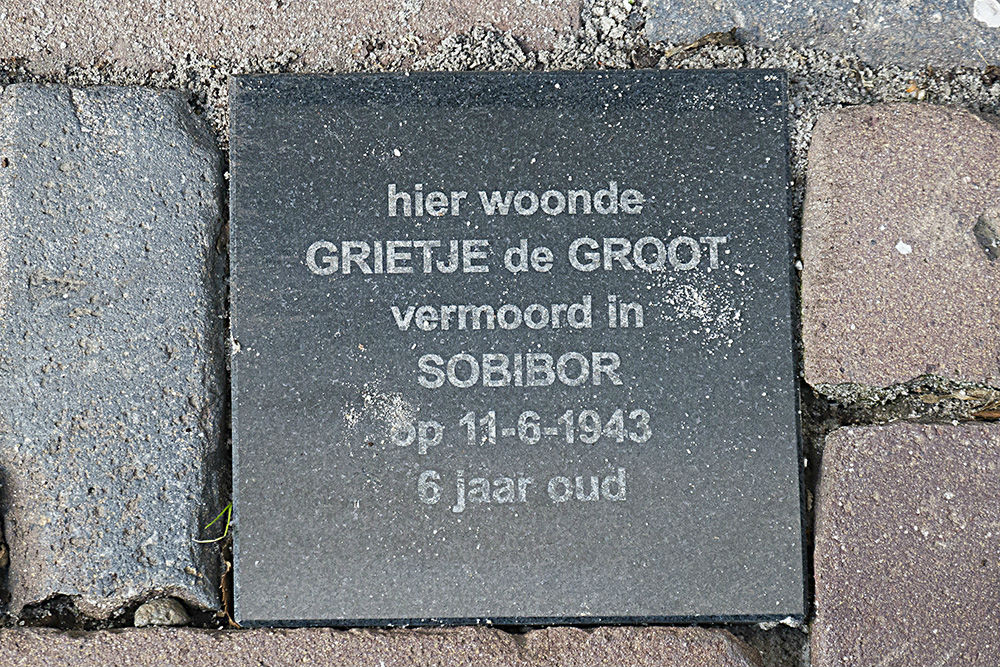 hier woonde
GRIETJE de GROOT
vermoord in
SOBIBOR
op 11-6-1943
6 jaar oud